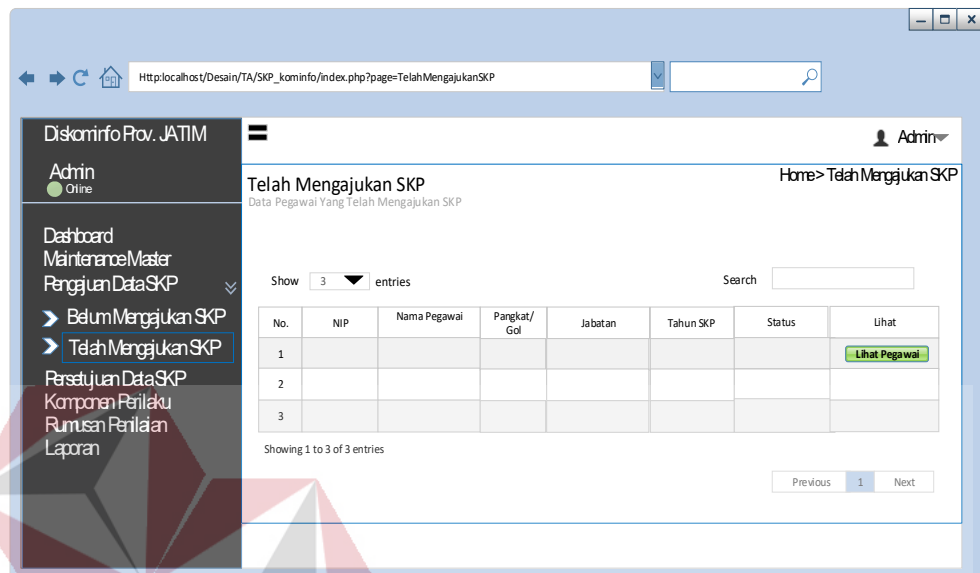 Http:localhost/Desain/TA/SKP_kominfo/index.php?page=TelahMengajukanSKP
Diskominfo Prov. JATIM
Admin
Admin
Online
Home > Telah Mengajukan SKP
Telah Mengajukan SKP
Data Pegawai Yang Telah Mengajukan SKP
Dashboard
Maintenance Master
Pengajuan Data SKP
Belum Mengajukan SKP
Telah Mengajukan SKP
Persetujuan Data SKP
Komponen Perilaku
Rumusan Penilaian
Laporan
Show 3 entries
Search
No. NIP Nama Pegawai Pangkat/ Gol Jabatan Tahun SKP Status Lihat
1 Lihat Pegawai
2
3
Showing 1 to 3 of 3 entries
Previous 1 Next